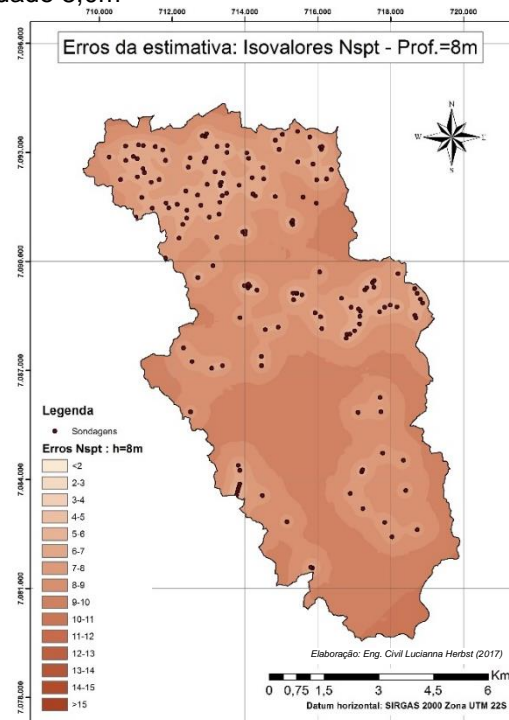 dade 8,0m
710.000 712.000 714.000 716.000 718.000 720.000
Erros da estimativa: Isovalores Nspt - Prof.=8m
N
W E
S
7.096.000
7.093.000
7.090.000
7.087.000
7.084.000
7.081.000
7.078.000
Legenda
Sondagens
Erros Nspt : h=8m
<2
2-3
3-4
4-5
5-6
6-7
7-8
8-9
9-10
10-11
11-12
12-13
13-14
14-15
>15
Elaboração: Eng. Civil Lucianna Herbst (2017)
Km
0 0,75 1,5 3 4,5 6
Datum horizontal: SIRGAS 2000 Zona UTM 22S